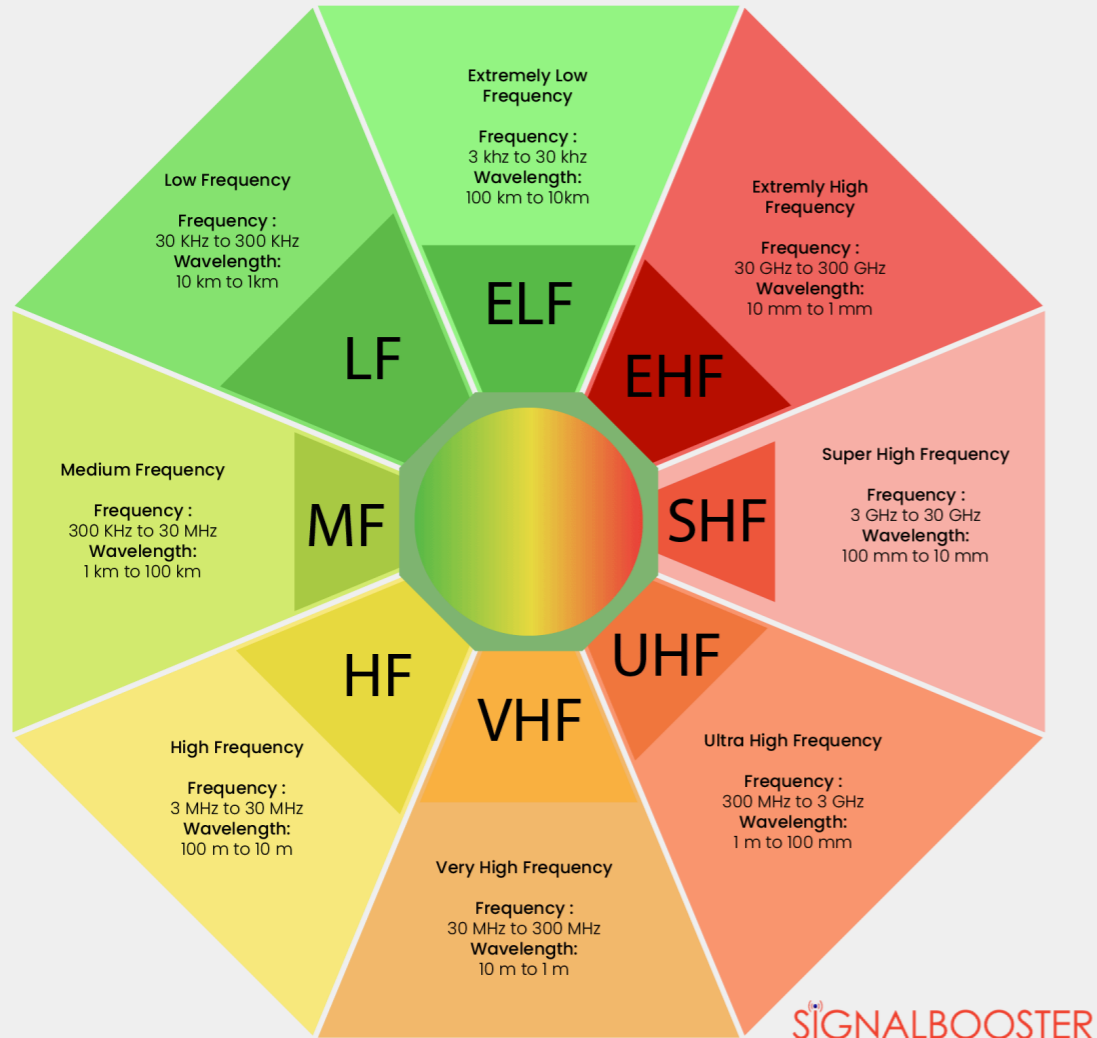 Extremely Low
Frequency
Frequency :
3 khz to 30 khz
Wavelength:
100 km to 10km
ELF
Extremly High
Frequency
Frequency :
30 GHz to 300 GHz
Wavelength:
10 mm to 1 mm
EHF
Super High Frequency
Frequency :
3 GHz to 30 GHz
Wavelength:
100 mm to 10 mm
SHF
Ultra High Frequency
Frequency :
300 MHz to 3 GHz
Wavelength:
1 m to 100 mm
UHF
Very High Frequency
Frequency :
30 MHz to 300 MHz
Wavelength:
10 m to 1 m
VHF
High Frequency
Frequency :
3 MHz to 30 MHz
Wavelength:
100 m to 10 m
HF
Medium Frequency
Frequency :
300 KHz to 30 MHz
Wavelength:
1 km to 100 km
MF
Low Frequency
Frequency :
30 KHz to 300 KHz
Wavelength:
10 km to 1km
LF
SIGNALBOOSTER